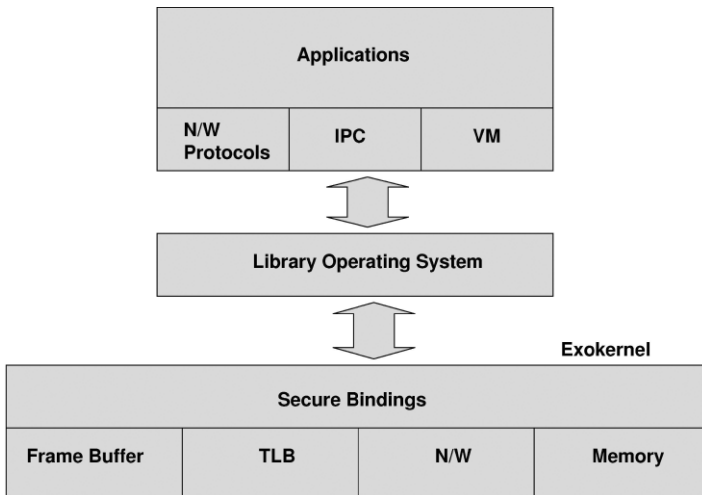 Applications
N/W
Protocols
IPC
VM
Library Operating System
Exokernel
Secure Bindings
Frame Buffer
TLB
N/W
Memory